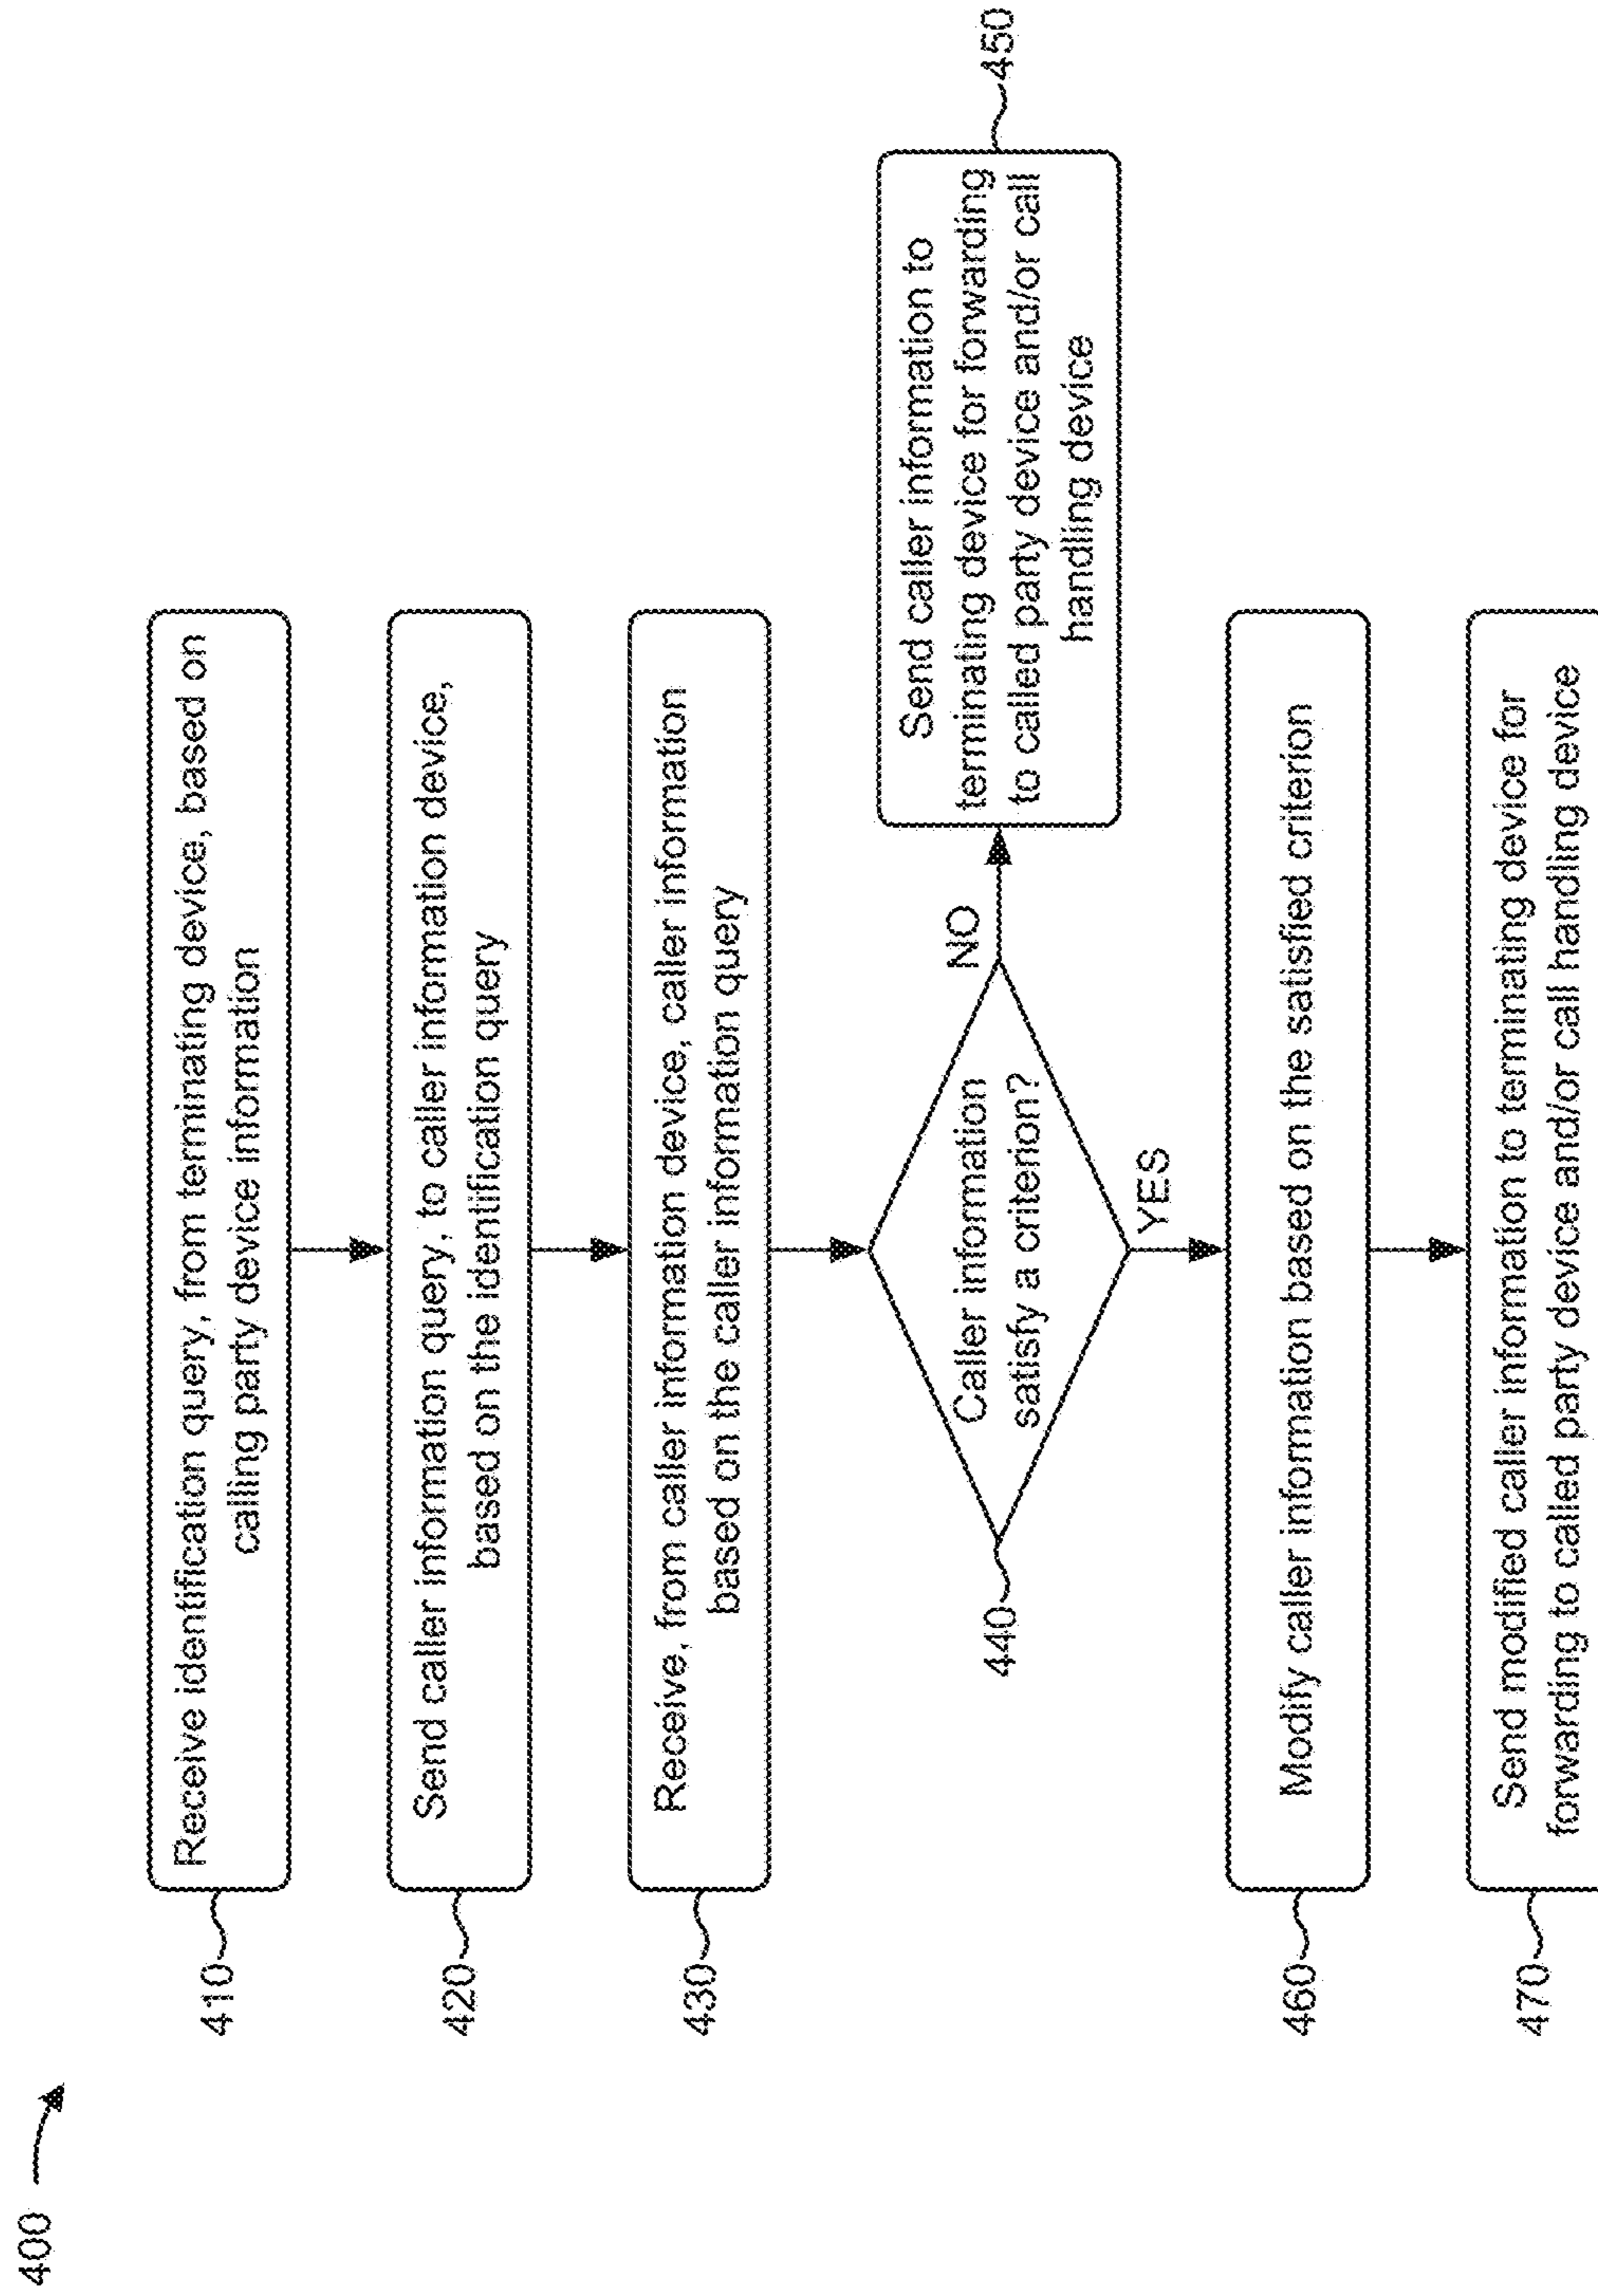 400
410
Receive identification query, from terminating device, based on
calling party device information
420
Send caller information query, to caller information device,
based on the identification query
430
Receive, from caller information device, caller information
based on the caller information query
440
Caller information
satisfy a criterion?
NO
450
Send caller information to
terminating device for forwarding
to called party device and/or call
handling device
YES
460
Modify caller information based on the satisfied criterion
470
Send modified caller information to terminating device for
forwarding to called party device and/or call handling device